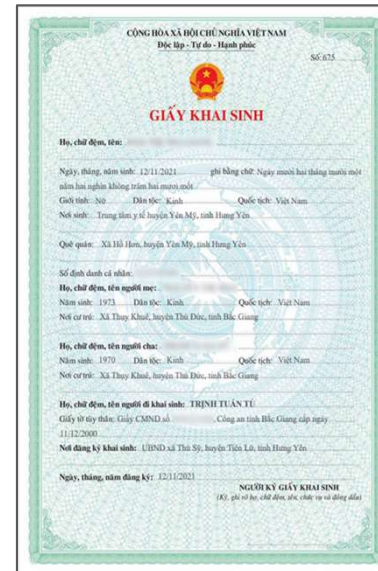 CỘNG HÒA XÃ HỘI CHỦ NGHĨA VIỆT NAM
Độc lập - Tự do - Hạnh phúc
Số: 675
GIẤY KHAI SINH
Họ, chữ đệm, tên:
Ngày, tháng, năm sinh: 12/11/2021 ghi bằng chữ: Ngày mười hai tháng mười một
năm hai nghìn không trăm hai mươi một
Giới tính: Nữ Dân tộc: Kinh Quốc tịch: Việt Nam
Nơi sinh: Trung tâm y tế huyện Yên Mỹ, tỉnh Hưng Yên
Quê quán: Xã Hồ Hơn, huyện Yên Mỹ, tỉnh Hưng Yên
Số định danh cá nhân:
Họ, chữ đệm, tên người mẹ:
Năm sinh: 1973 Dân tộc: Kinh Quốc tịch: Việt Nam
Nơi cư trú: Xã Thụy Khuê, huyện Thủ Đức, tỉnh Bắc Giang
Họ, chữ đệm, tên người cha:
Năm sinh: 1970 Dân tộc: Kinh Quốc tịch: Việt Nam
Nơi cư trú: Xã Thụy Khuê, huyện Thủ Đức, tỉnh Bắc Giang
Họ, chữ đệm, tên người đi khai sinh: TRỊNH TUẤN TÚ
Giấy tờ tùy thân: Giấy CMND số , Công an tỉnh Bắc Giang cấp ngày
11/12/2000
Nơi đăng ký khai sinh: UBND xã Thủ Sỹ, huyện Tiên Lữ, tỉnh Hưng Yên
Ngày, tháng, năm đăng ký: 12/11/2021
NGƯỜI KÝ GIẤY KHAI SINH
(Ký, ghi rõ họ, chữ đệm, tên, chức vụ và đóng dấu)